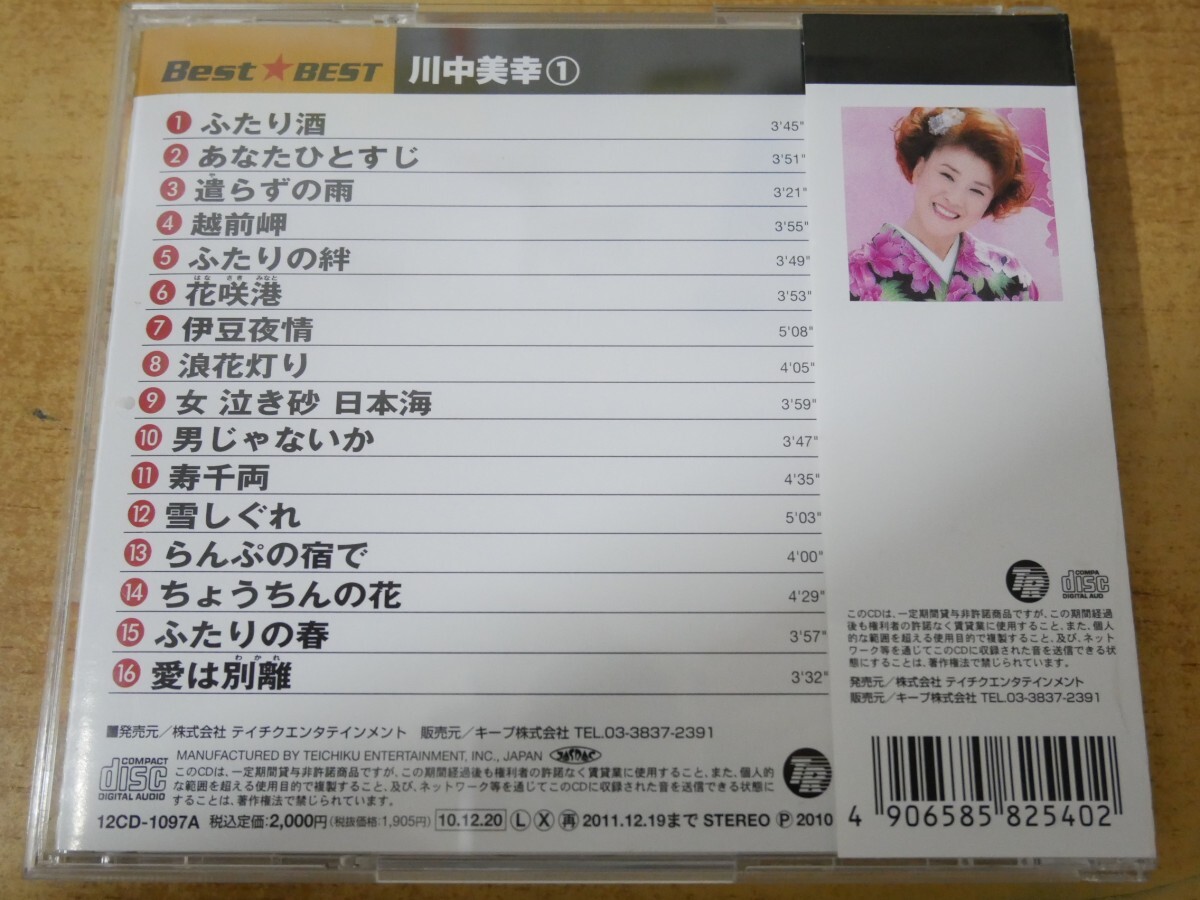 Best★BEST 川中美幸①
1 ふたり酒 3'45"
2 あなたひとすじ 3'51"
や
3 遣らずの雨 3'21"
4 越前岬 3'55"
5 ふたりの絆 3'49"
はな さき みなと
6 花咲港 3'53"
7 伊豆夜情 5'08"
8 浪花灯り 4'05"
9 女 泣き砂 日本海 3'59"
10 男じゃないか 3'47"
11 寿千両 4'35"
12 雪しぐれ 5'03"
13 らんぷの宿で 4'00"
14 ちょうちんの花 4'29"
15 ふたりの春 3'57"
わかれ
16 愛は別離 3'32"
■発売元/株式会社 テイチクエンタテインメント 販売元/キープ株式会社 TEL.03-3837-2391
MANUFACTURED BY TEICHIKU ENTERTAINMENT, INC., JAPAN JASRAC
COMPACT
disc
DIGITAL AUDIO
このCDは、一定期間貸与非許諾商品ですが、この期間経過後も権利者の許諾なく賃貸業に使用すること、また、個人的
な範囲を超える使用目的で複製すること、及び、ネットワーク等を通じてこのCDに収録された音を送信できる状態に
することは、著作権法で禁じられています。
TR
12CD-1097A 税込定価:2,000円(税抜価格:1,905円) 10.12.20 Ⓛ Ⓧ ㊥再 2011.12.19まで STEREO Ⓟ 2010
TR
COMPA
disc
DIGITAL AUD
このCDは、一定期間貸与非許諾商品ですが、この期間経過
後も権利者の許諾なく賃貸業に使用すること、また、個人
的な範囲を超える使用目的で複製すること、及び、ネット
ワーク等を通じてこのCDに収録された音を送信できる状
態にすることは、著作権法で禁じられています。
発売元/株式会社 テイチクエンタテインメント
販売元/キープ株式会社 TEL.03-3837-2391
4 906585 825402